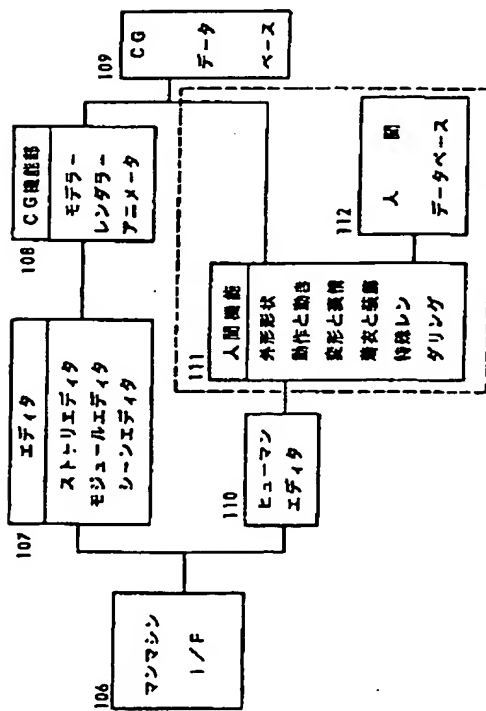 106
マンマシン
I/F
107
エディタ
ストーリエディタ
モジュールエディタ
シーンエディタ
108
CG機能部
モデラー
レンダラー
アニメータ
109
CG
データ
ベース
110
ヒューマン
エディタ
111
人間機能
外形形状
動作と動き
変形と表情
着衣と装飾
特殊レン
ダリング
112
人間
データベース